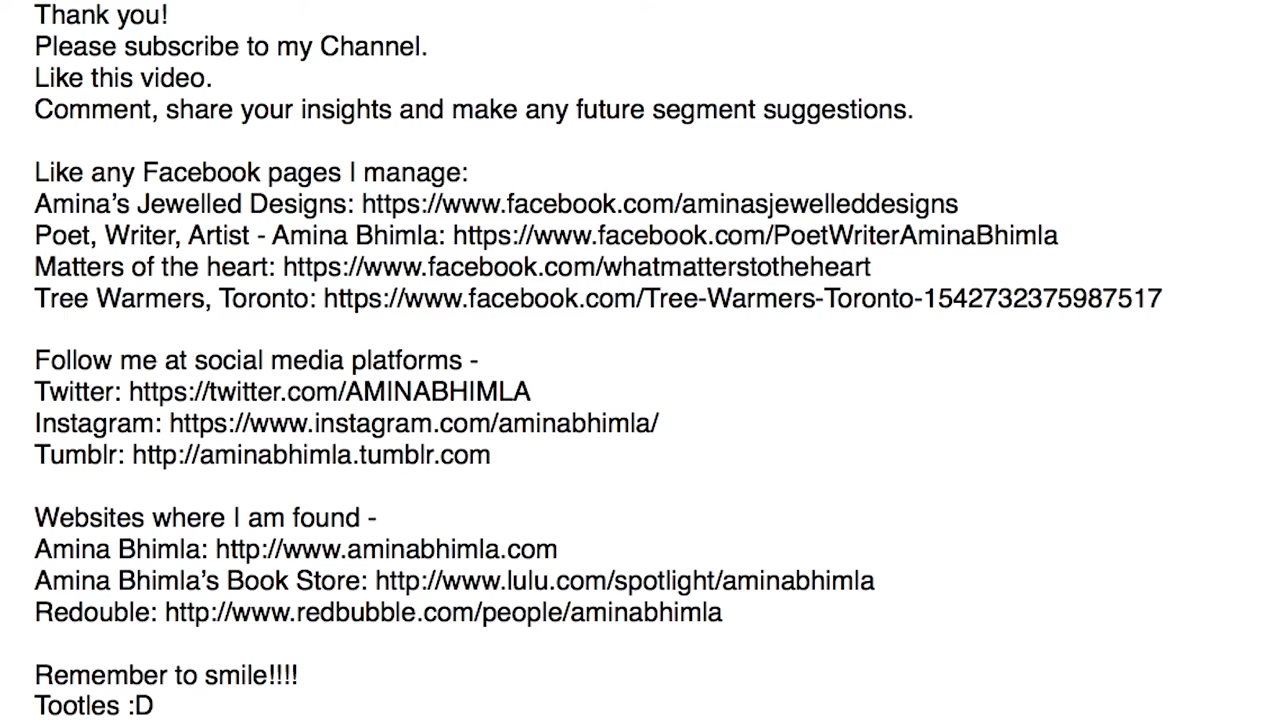 Thank you!
Please subscribe to my Channel.
Like this video.
Comment, share your insights and make any future segment suggestions.
Like any Facebook pages I manage:
Amina’s Jewelled Designs: https://www.facebook.com/aminasjewelleddesigns
Poet, Writer, Artist - Amina Bhimla: https://www.facebook.com/PoetWriterAminaBhimla
Matters of the heart: https://www.facebook.com/whatmatterstotheheart
Tree Warmers, Toronto: https://www.facebook.com/Tree-Warmers-Toronto-1542732375987517
Follow me at social media platforms -
Twitter: https://twitter.com/AMINABHIMLA
Instagram: https://www.instagram.com/aminabhimla/
Tumblr: http://aminabhimla.tumblr.com
Websites where I am found -
Amina Bhimla: http://www.aminabhimla.com
Amina Bhimla’s Book Store: http://www.lulu.com/spotlight/aminabhimla
Redouble: http://www.redbubble.com/people/aminabhimla
Remember to smile!!!!
Tootles :D